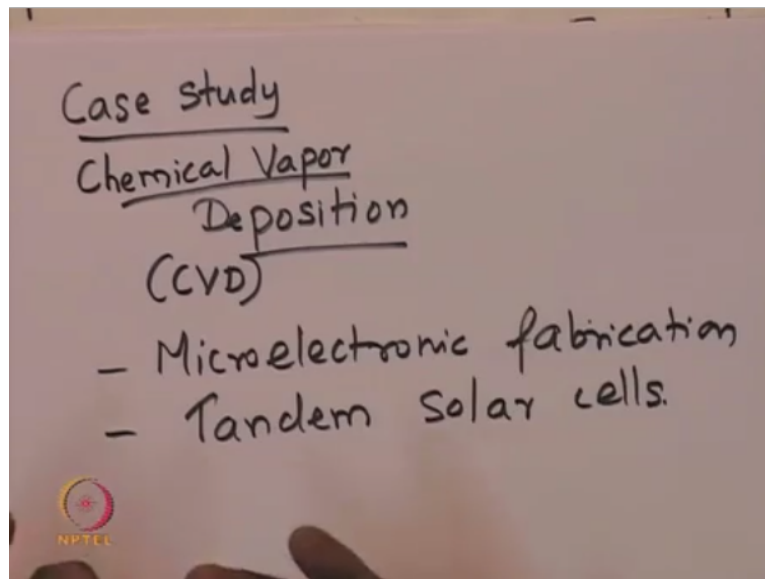 Case study
Chemical Vapor
Deposition
(CVD)
- Microelectronic fabrication
- Tandem solar cells.
NPTEL